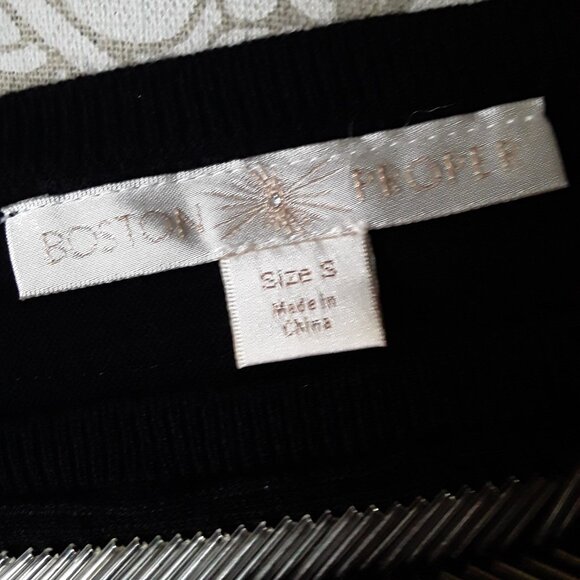 BOSTON PROPER
Size S
Made in
China